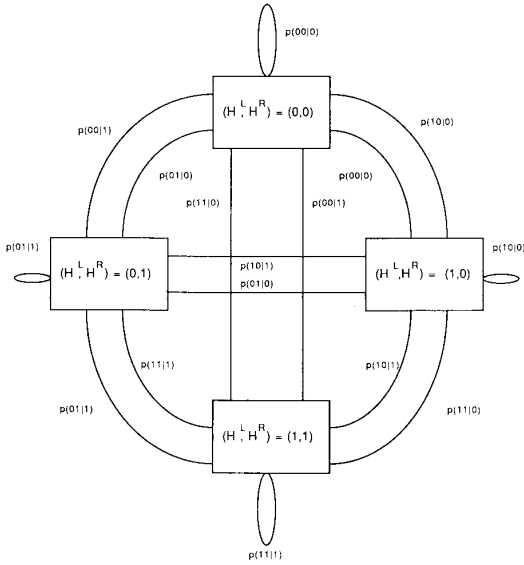 p(00|0)
(H^L, H^R) = (0,0)
p(00|1)
p(10|0)
p(01|0)
p(00|0)
p(11|0)
p(00|1)
p(01|1)
p(10|0)
(H^L, H^R) = (0,1)
p(10|1)
p(01|0)
(H^L, H^R) = (1,0)
p(11|1)
p(10|1)
p(01|1)
p(11|0)
(H^L, H^R) = (1,1)
p(11|1)